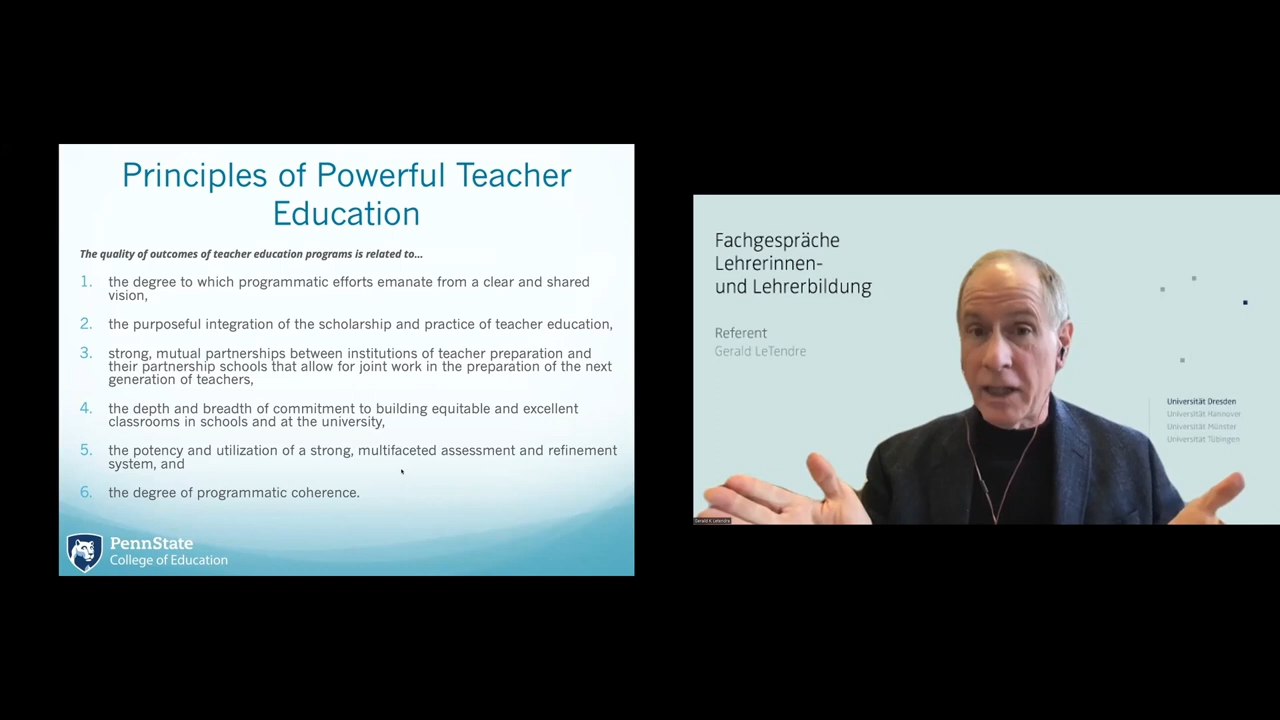 Principles of Powerful Teacher
Education
The quality of outcomes of teacher education programs is related to...
1. the degree to which programmatic efforts emanate from a clear and shared
vision,
2. the purposeful integration of the scholarship and practice of teacher education,
3. strong, mutual partnerships between institutions of teacher preparation and
their partnership schools that allow for joint work in the preparation of the next
generation of teachers,
4. the depth and breadth of commitment to building equitable and excellent
classrooms in schools and at the university,
5. the potency and utilization of a strong, multifaceted assessment and refinement
system, and
6. the degree of programmatic coherence.
PennState
College of Education
Fachgespräche
Lehrerinnen-
und Lehrerbildung
Referent
Gerald LeTendre
Universität Dresden
Universität Hannover
Universität Münster
Universität Tübingen
Gerald K Letendre